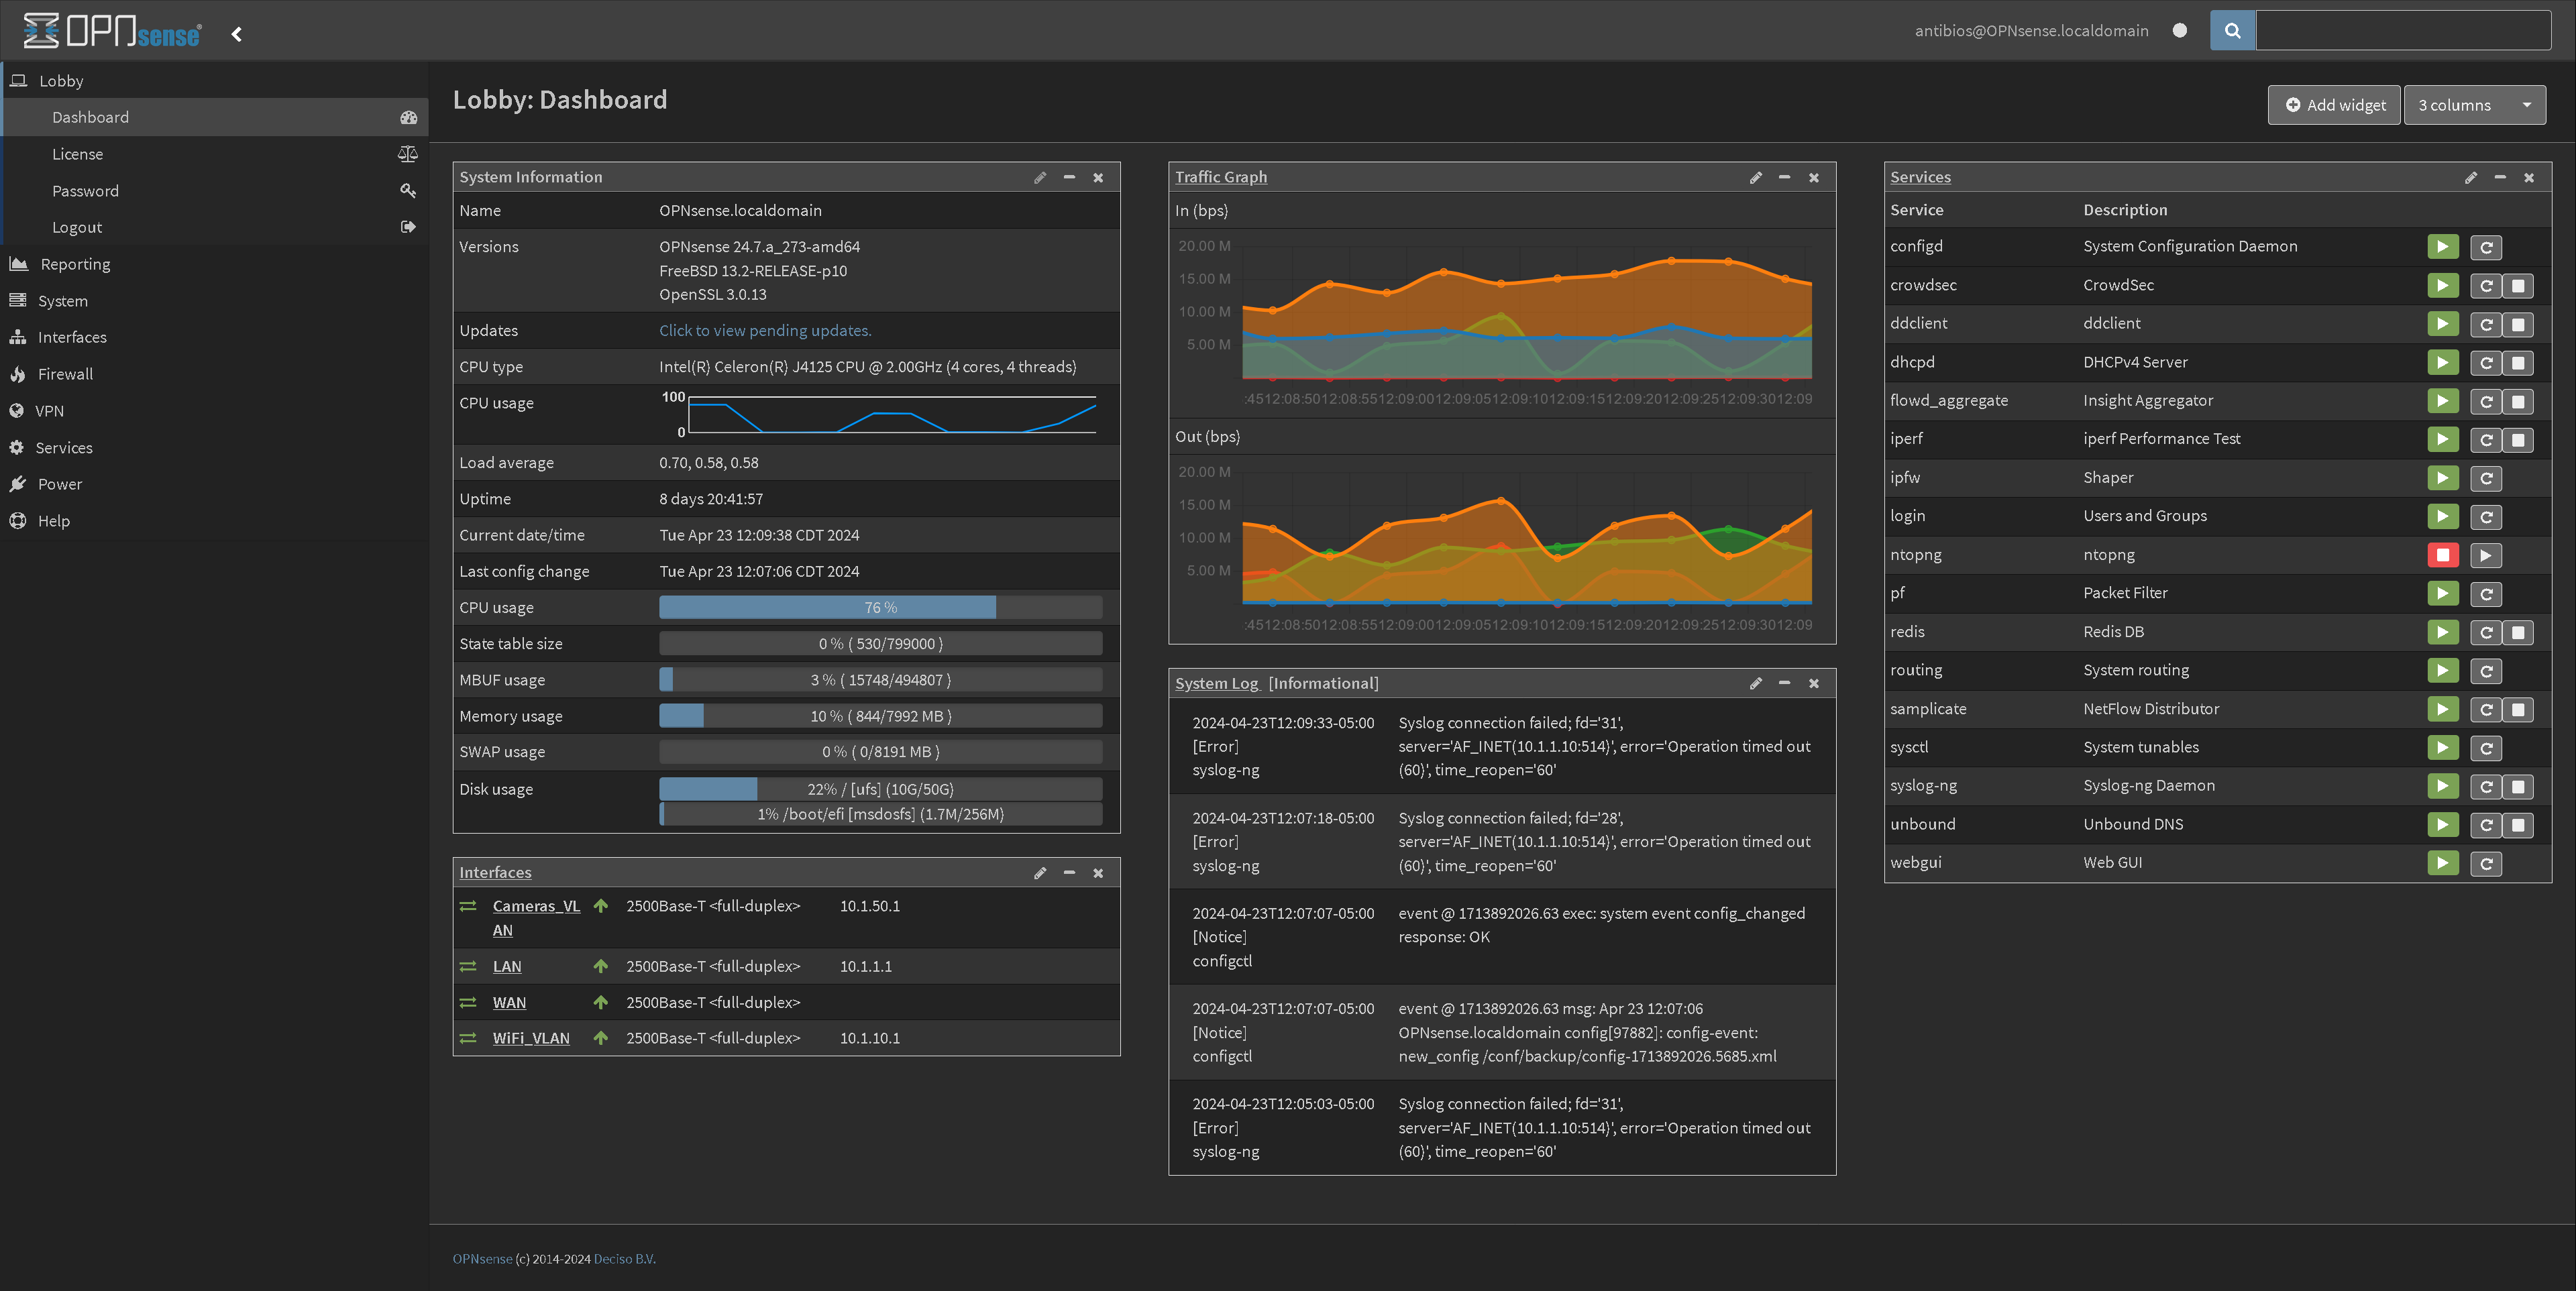 OPNsense®
antibios@OPNsense.localdomain
Lobby
Dashboard
License
Password
Logout
Reporting
System
Interfaces
Firewall
VPN
Services
Power
Help
Lobby: Dashboard
Add widget
3 columns
System Information
Name OPNsense.localdomain
Versions OPNsense 24.7.a_273-amd64
FreeBSD 13.2-RELEASE-p10
OpenSSL 3.0.13
Updates Click to view pending updates.
CPU type Intel(R) Celeron(R) J4125 CPU @ 2.00GHz (4 cores, 4 threads)
CPU usage 100
0
Load average 0.70, 0.58, 0.58
Uptime 8 days 20:41:57
Current date/time Tue Apr 23 12:09:38 CDT 2024
Last config change Tue Apr 23 12:07:06 CDT 2024
CPU usage 76 %
State table size 0 % ( 530/799000 )
MBUF usage 3 % ( 15748/494807 )
Memory usage 10 % ( 844/7992 MB )
SWAP usage 0 % ( 0/8191 MB )
Disk usage 22% / [ufs] (10G/50G)
1% /boot/efi [msdosfs] (1.7M/256M)
Interfaces
Cameras_VL 2500Base-T <full-duplex> 10.1.50.1
AN
LAN 2500Base-T <full-duplex> 10.1.1.1
WAN 2500Base-T <full-duplex>
WiFi_VLAN 2500Base-T <full-duplex> 10.1.10.1
Traffic Graph
In (bps)
20.00 M
15.00 M
10.00 M
5.00 M
:4512:08:5012:08:5512:09:0012:09:0512:09:1012:09:1512:09:2012:09:2512:09:3012:09
Out (bps)
20.00 M
15.00 M
10.00 M
5.00 M
:4512:08:5012:08:5512:09:0012:09:0512:09:1012:09:1512:09:2012:09:2512:09:3012:09
System Log [Informational]
2024-04-23T12:09:33-05:00 Syslog connection failed; fd='31',
[Error] server='AF_INET(10.1.1.10:514)', error='Operation timed out
syslog-ng (60)', time_reopen='60'
2024-04-23T12:07:18-05:00 Syslog connection failed; fd='28',
[Error] server='AF_INET(10.1.1.10:514)', error='Operation timed out
syslog-ng (60)', time_reopen='60'
2024-04-23T12:07:07-05:00 event @ 1713892026.63 exec: system event config_changed
[Notice] response: OK
configctl
2024-04-23T12:07:07-05:00 event @ 1713892026.63 msg: Apr 23 12:07:06
[Notice] OPNsense.localdomain config[97882]: config-event:
configctl new_config /conf/backup/config-1713892026.5685.xml
2024-04-23T12:05:03-05:00 Syslog connection failed; fd='31',
[Error] server='AF_INET(10.1.1.10:514)', error='Operation timed out
syslog-ng (60)', time_reopen='60'
Services
Service Description
configd System Configuration Daemon
crowdsec CrowdSec
ddclient ddclient
dhcpd DHCPv4 Server
flowd_aggregate Insight Aggregator
iperf iperf Performance Test
ipfw Shaper
login Users and Groups
ntopng ntopng
pf Packet Filter
redis Redis DB
routing System routing
samplicate NetFlow Distributor
sysctl System tunables
syslog-ng Syslog-ng Daemon
unbound Unbound DNS
webgui Web GUI
OPNsense (c) 2014-2024 Deciso B.V.